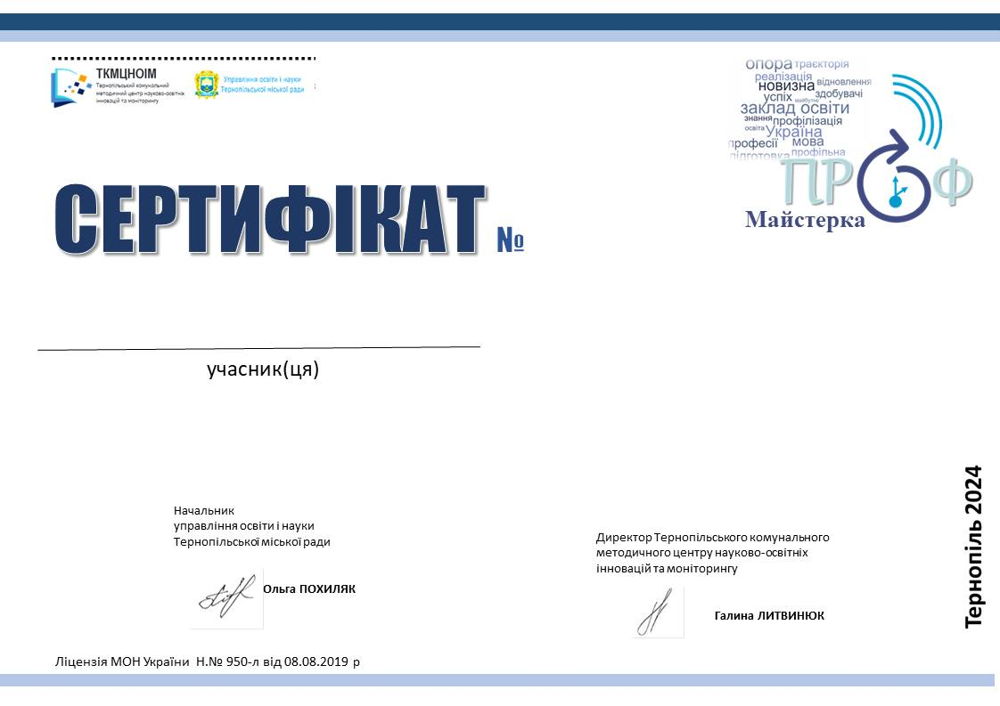 ТКМЦНОІМ
Тернопільський комунальний
методичний центр науково-освітніх
інновацій та моніторингу
Управління освіти і науки
Тернопільської міської ради
опора траєкторія
реалізація
новизна відновлення
успіх майбутнє здобувачі
заклад освіти
знання профілізація
освіта Україна
професії мова
підготовка профільна
ПРОФ
Майстерка
СЕРТИФІКАТ №
учасник(ця)
Начальник
управління освіти і науки
Тернопільської міської ради
Ольга ПОХИЛЯК
Директор Тернопільського комунального
методичного центру науково-освітніх
інновацій та моніторингу
Галина ЛИТВИНЮК
Тернопіль 2024
Ліцензія МОН України Н.№ 950-л від 08.08.2019 р